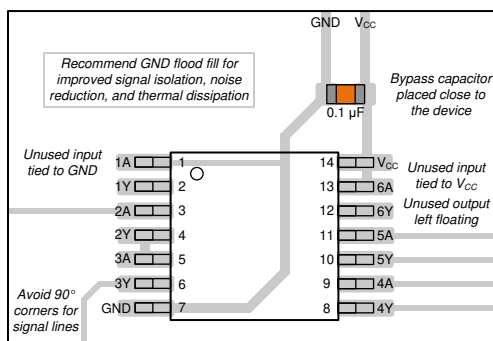 GND VCC
Recommend GND flood fill for
improved signal isolation, noise
reduction, and thermal dissipation
Bypass capacitor
placed close to
the device
0.1 µF
Unused input
tied to GND
1A 1 14 VCC
1Y 2 13 6A
2A 3 12 6Y
2Y 4 11 5A
3A 5 10 5Y
3Y 6 9 4A
GND 7 8 4Y
Unused input
tied to VCC
Unused output
left floating
Avoid 90°
corners for
signal lines